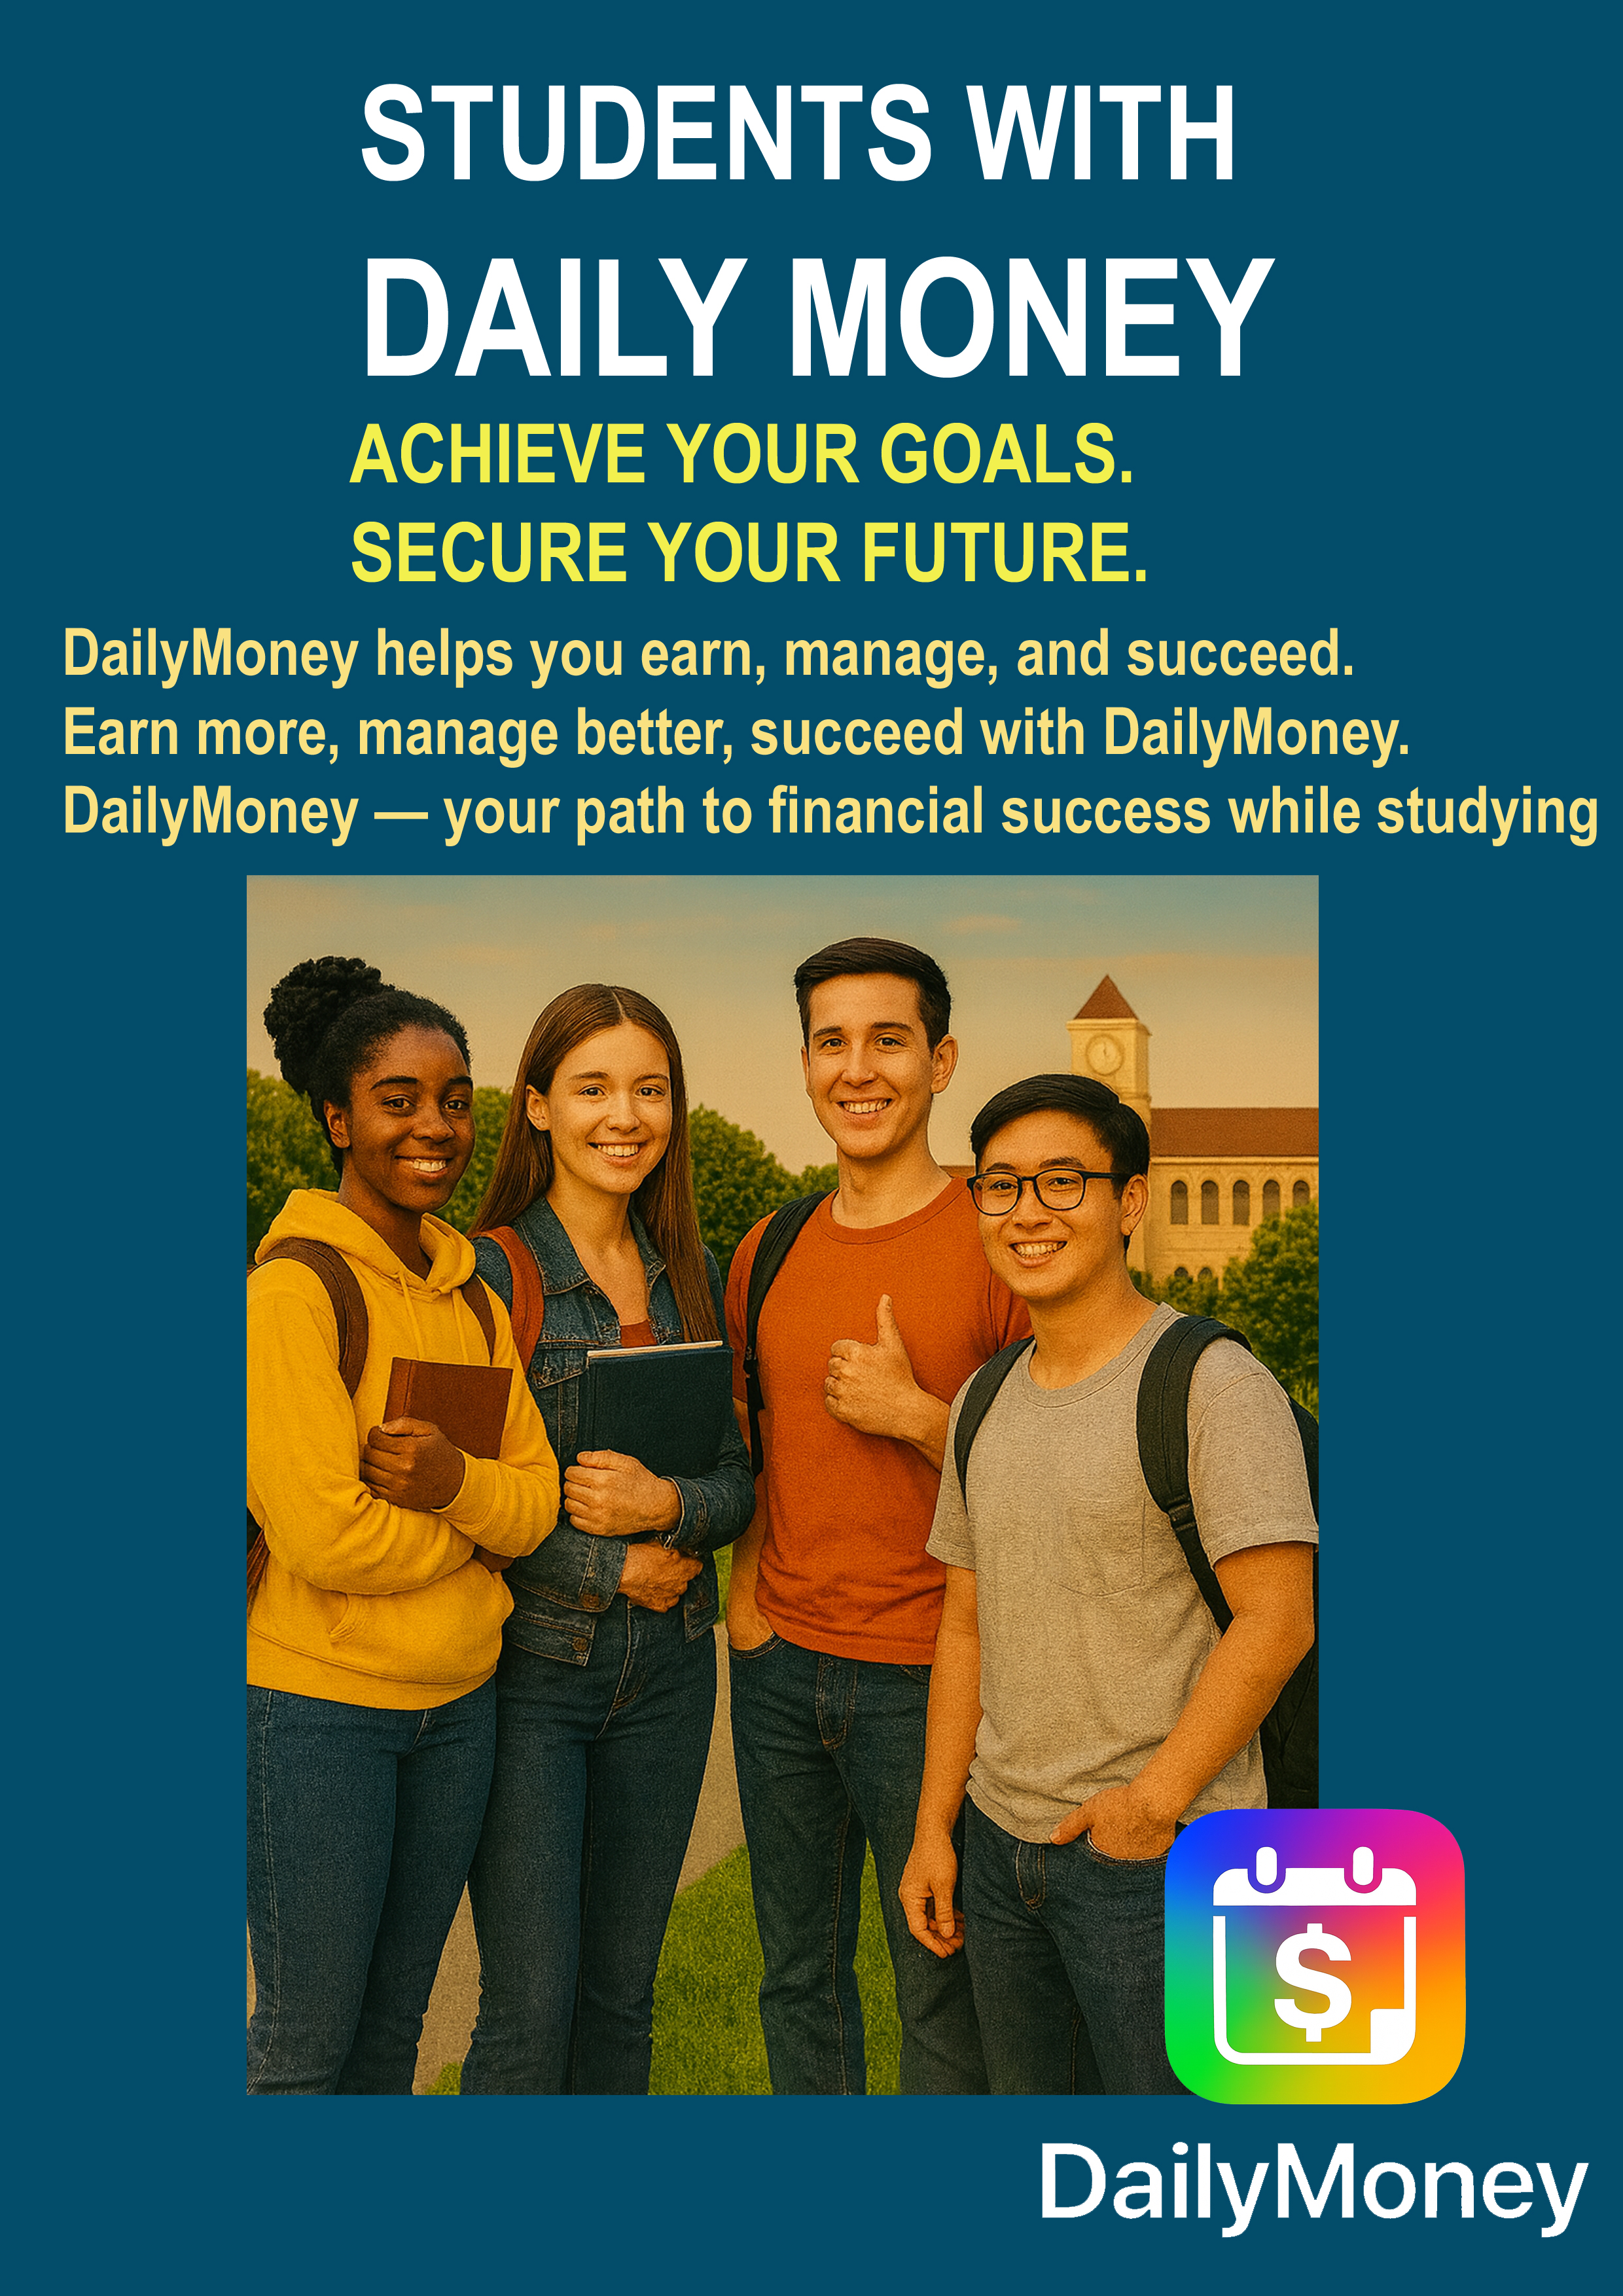 STUDENTS WITH
DAILY MONEY
ACHIEVE YOUR GOALS.
SECURE YOUR FUTURE.
DailyMoney helps you earn, manage, and succeed.
Earn more, manage better, succeed with DailyMoney.
DailyMoney — your path to financial success while studying
$
DailyMoney